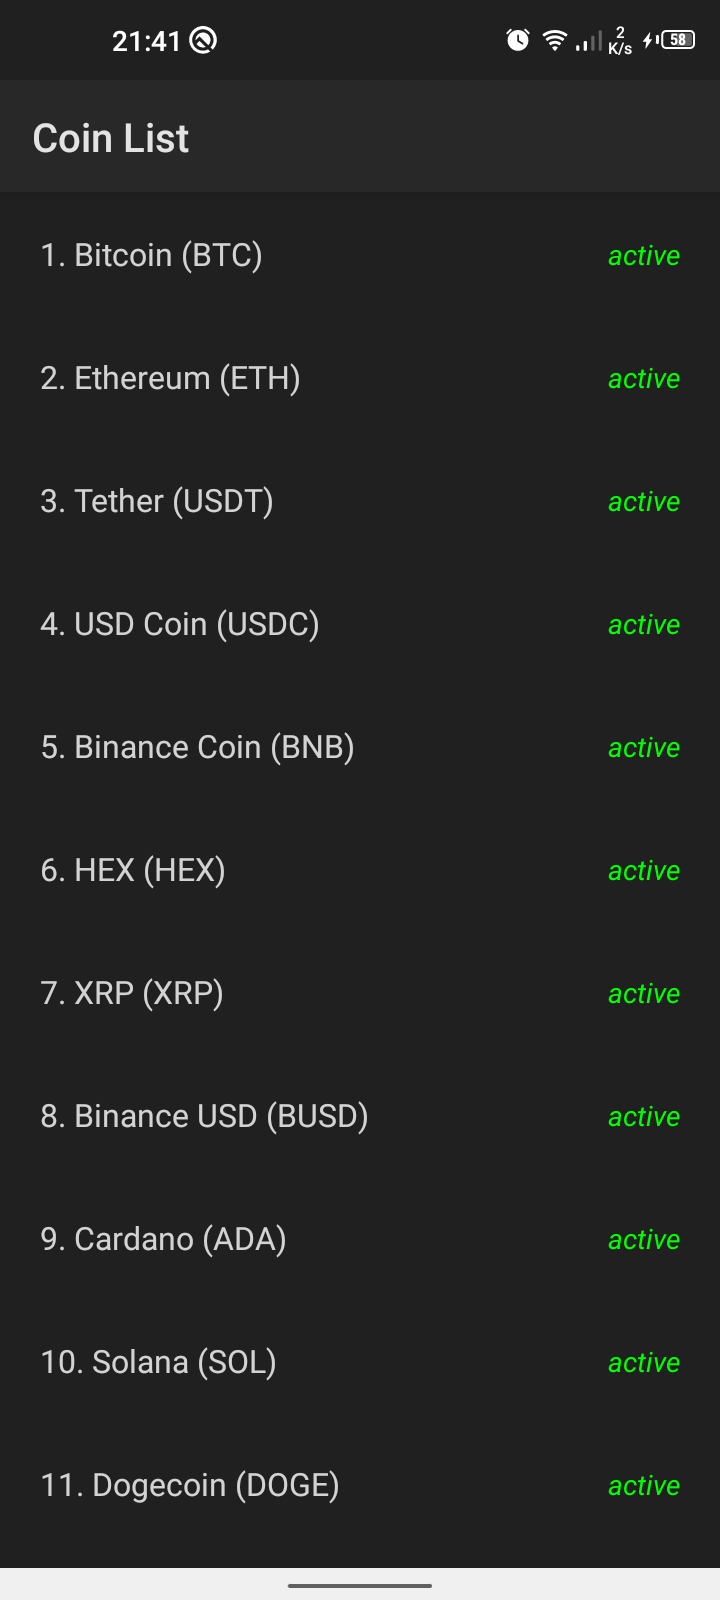 21:41
2 K/s
58
Coin List
1. Bitcoin (BTC) active
2. Ethereum (ETH) active
3. Tether (USDT) active
4. USD Coin (USDC) active
5. Binance Coin (BNB) active
6. HEX (HEX) active
7. XRP (XRP) active
8. Binance USD (BUSD) active
9. Cardano (ADA) active
10. Solana (SOL) active
11. Dogecoin (DOGE) active